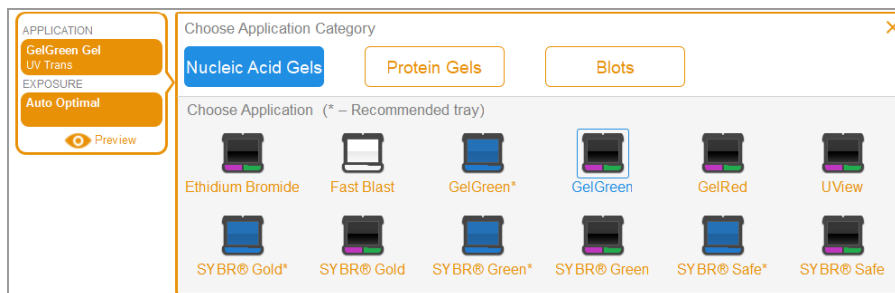 APPLICATION
GelGreen Gel
UV Trans
EXPOSURE
Auto Optimal
Preview
Choose Application Category
Nucleic Acid Gels
Protein Gels
Blots
Choose Application (* – Recommended tray)
Ethidium Bromide
Fast Blast
GelGreen*
GelGreen
GelRed
UView
SYBR® Gold*
SYBR® Gold
SYBR® Green*
SYBR® Green
SYBR® Safe*
SYBR® Safe